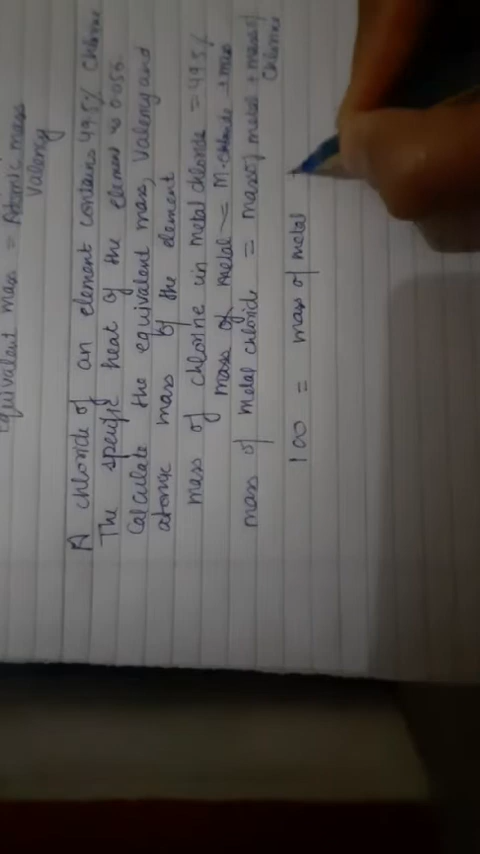 Equivalent mass = Atomic mass
Valency
A chloride of an element contains 49.5% Chlorine
The specific heat of the element is 0.055
Calculate the equivalent mass, Valency and
atomic mass of the element
mass of chlorine in metal chloride = 49.5%
mass of metal = M.chloride
mass of metal chloride = mass of metal + mass of
Chlorine
100 = mass of metal